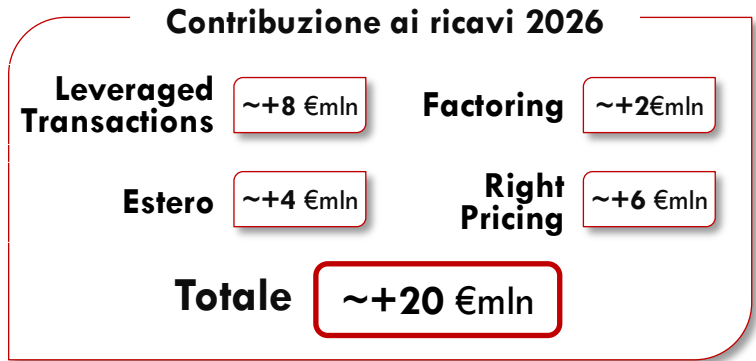 Contribuzione ai ricavi 2026
Leveraged
Transactions
~+8 €mln
Factoring
~+2€mln
Estero
~+4 €mln
Right
Pricing
~+6 €mln
Totale
~+20 €mln